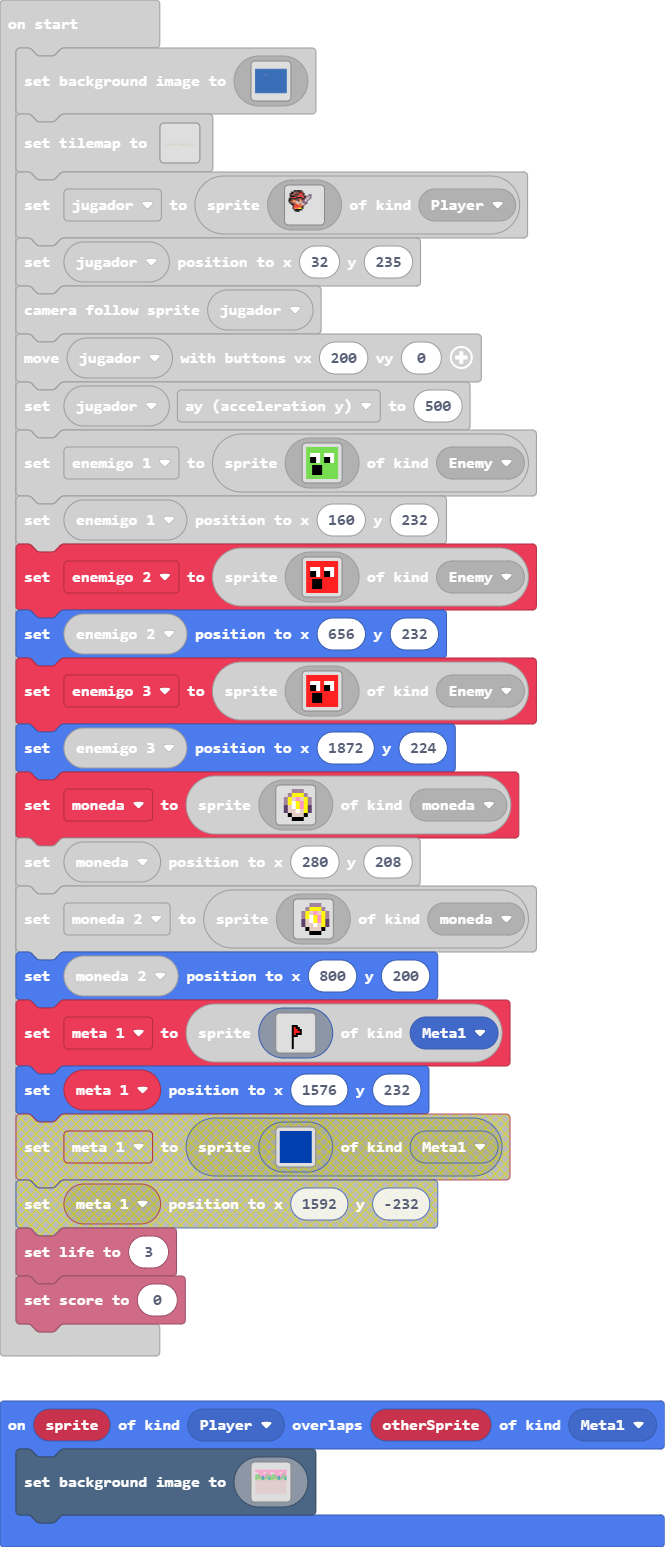 on start
set background image to
set tilemap to
set jugador to sprite of kind Player
set jugador position to x 32 y 235
camera follow sprite jugador
move jugador with buttons vx 200 vy 0
set jugador ay (acceleration y) to 500
set enemigo 1 to sprite of kind Enemy
set enemigo 1 position to x 160 y 232
set enemigo 2 to sprite of kind Enemy
set enemigo 2 position to x 656 y 232
set enemigo 3 to sprite of kind Enemy
set enemigo 3 position to x 1872 y 224
set moneda to sprite of kind moneda
set moneda position to x 280 y 208
set moneda 2 to sprite of kind moneda
set moneda 2 position to x 800 y 200
set meta 1 to sprite of kind Meta1
set meta 1 position to x 1576 y 232
set meta 1 to sprite of kind Meta1
set meta 1 position to x 1592 y -232
set life to 3
set score to 0
on sprite of kind Player overlaps otherSprite of kind Meta1
set background image to